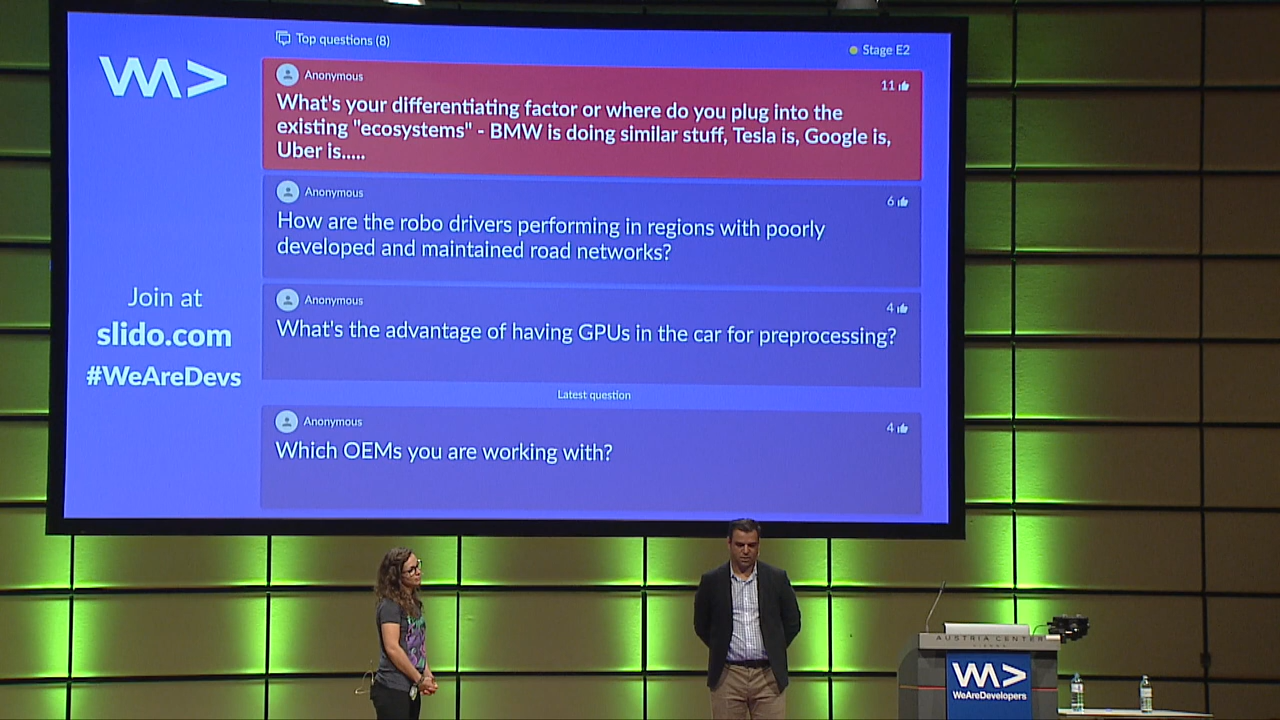 Top questions (8)
Stage E2
Anonymous
11
What's your differentiating factor or where do you plug into the
existing "ecosystems" - BMW is doing similar stuff, Tesla is, Google is,
Uber is.....
Anonymous
6
How are the robo drivers performing in regions with poorly
developed and maintained road networks?
Anonymous
4
What's the advantage of having GPUs in the car for preprocessing?
Latest question
Anonymous
4
Which OEMs you are working with?
Join at
slido.com
#WeAreDevs
AUSTRIA CENTER
WeAreDevelopers